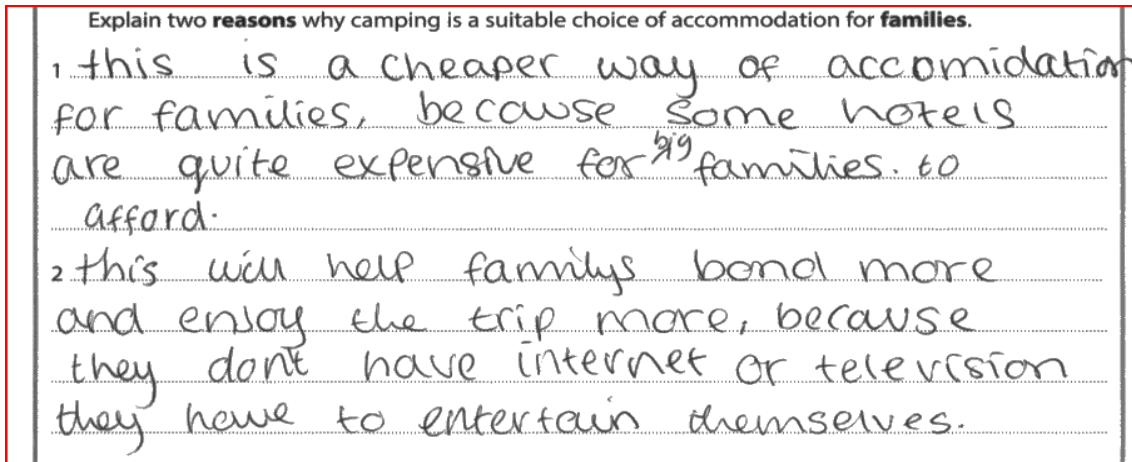 Explain two reasons why camping is a suitable choice of accommodation for families.
1 this is a cheaper way of accomidation
for families, because some hotels
are quite expensive for big families. to
afford.
2 this will help familys bond more
and enjoy the trip more, because
they dont have internet or television
they have to entertain themselves.